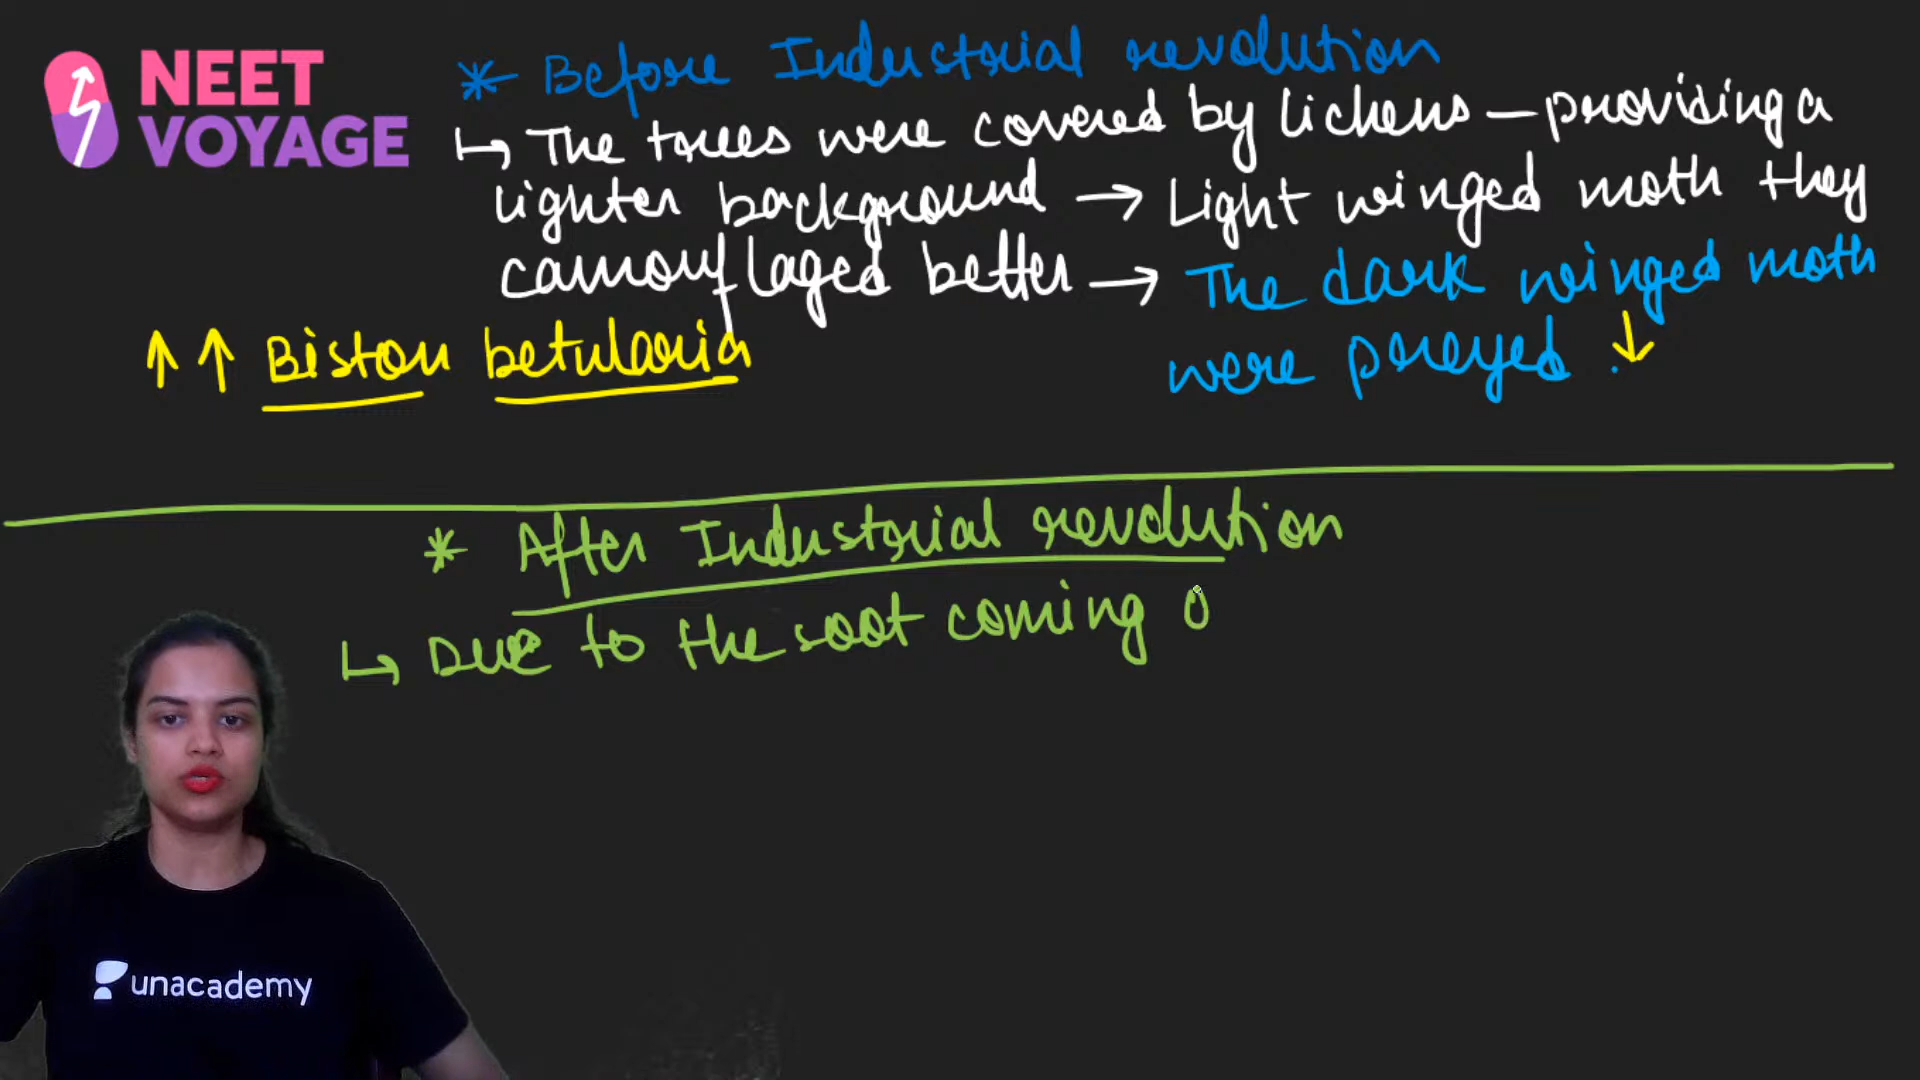 NEET
VOYAGE
* Before Industrial revolution
↳ The trees were covered by lichens – providing a
lighter background → Light winged moth they
camouflaged better → The dark winged moth
were preyed . ↓
↑ ↑ Biston betularia
* After Industrial revolution
↳ Due to the soot coming o
unacademy